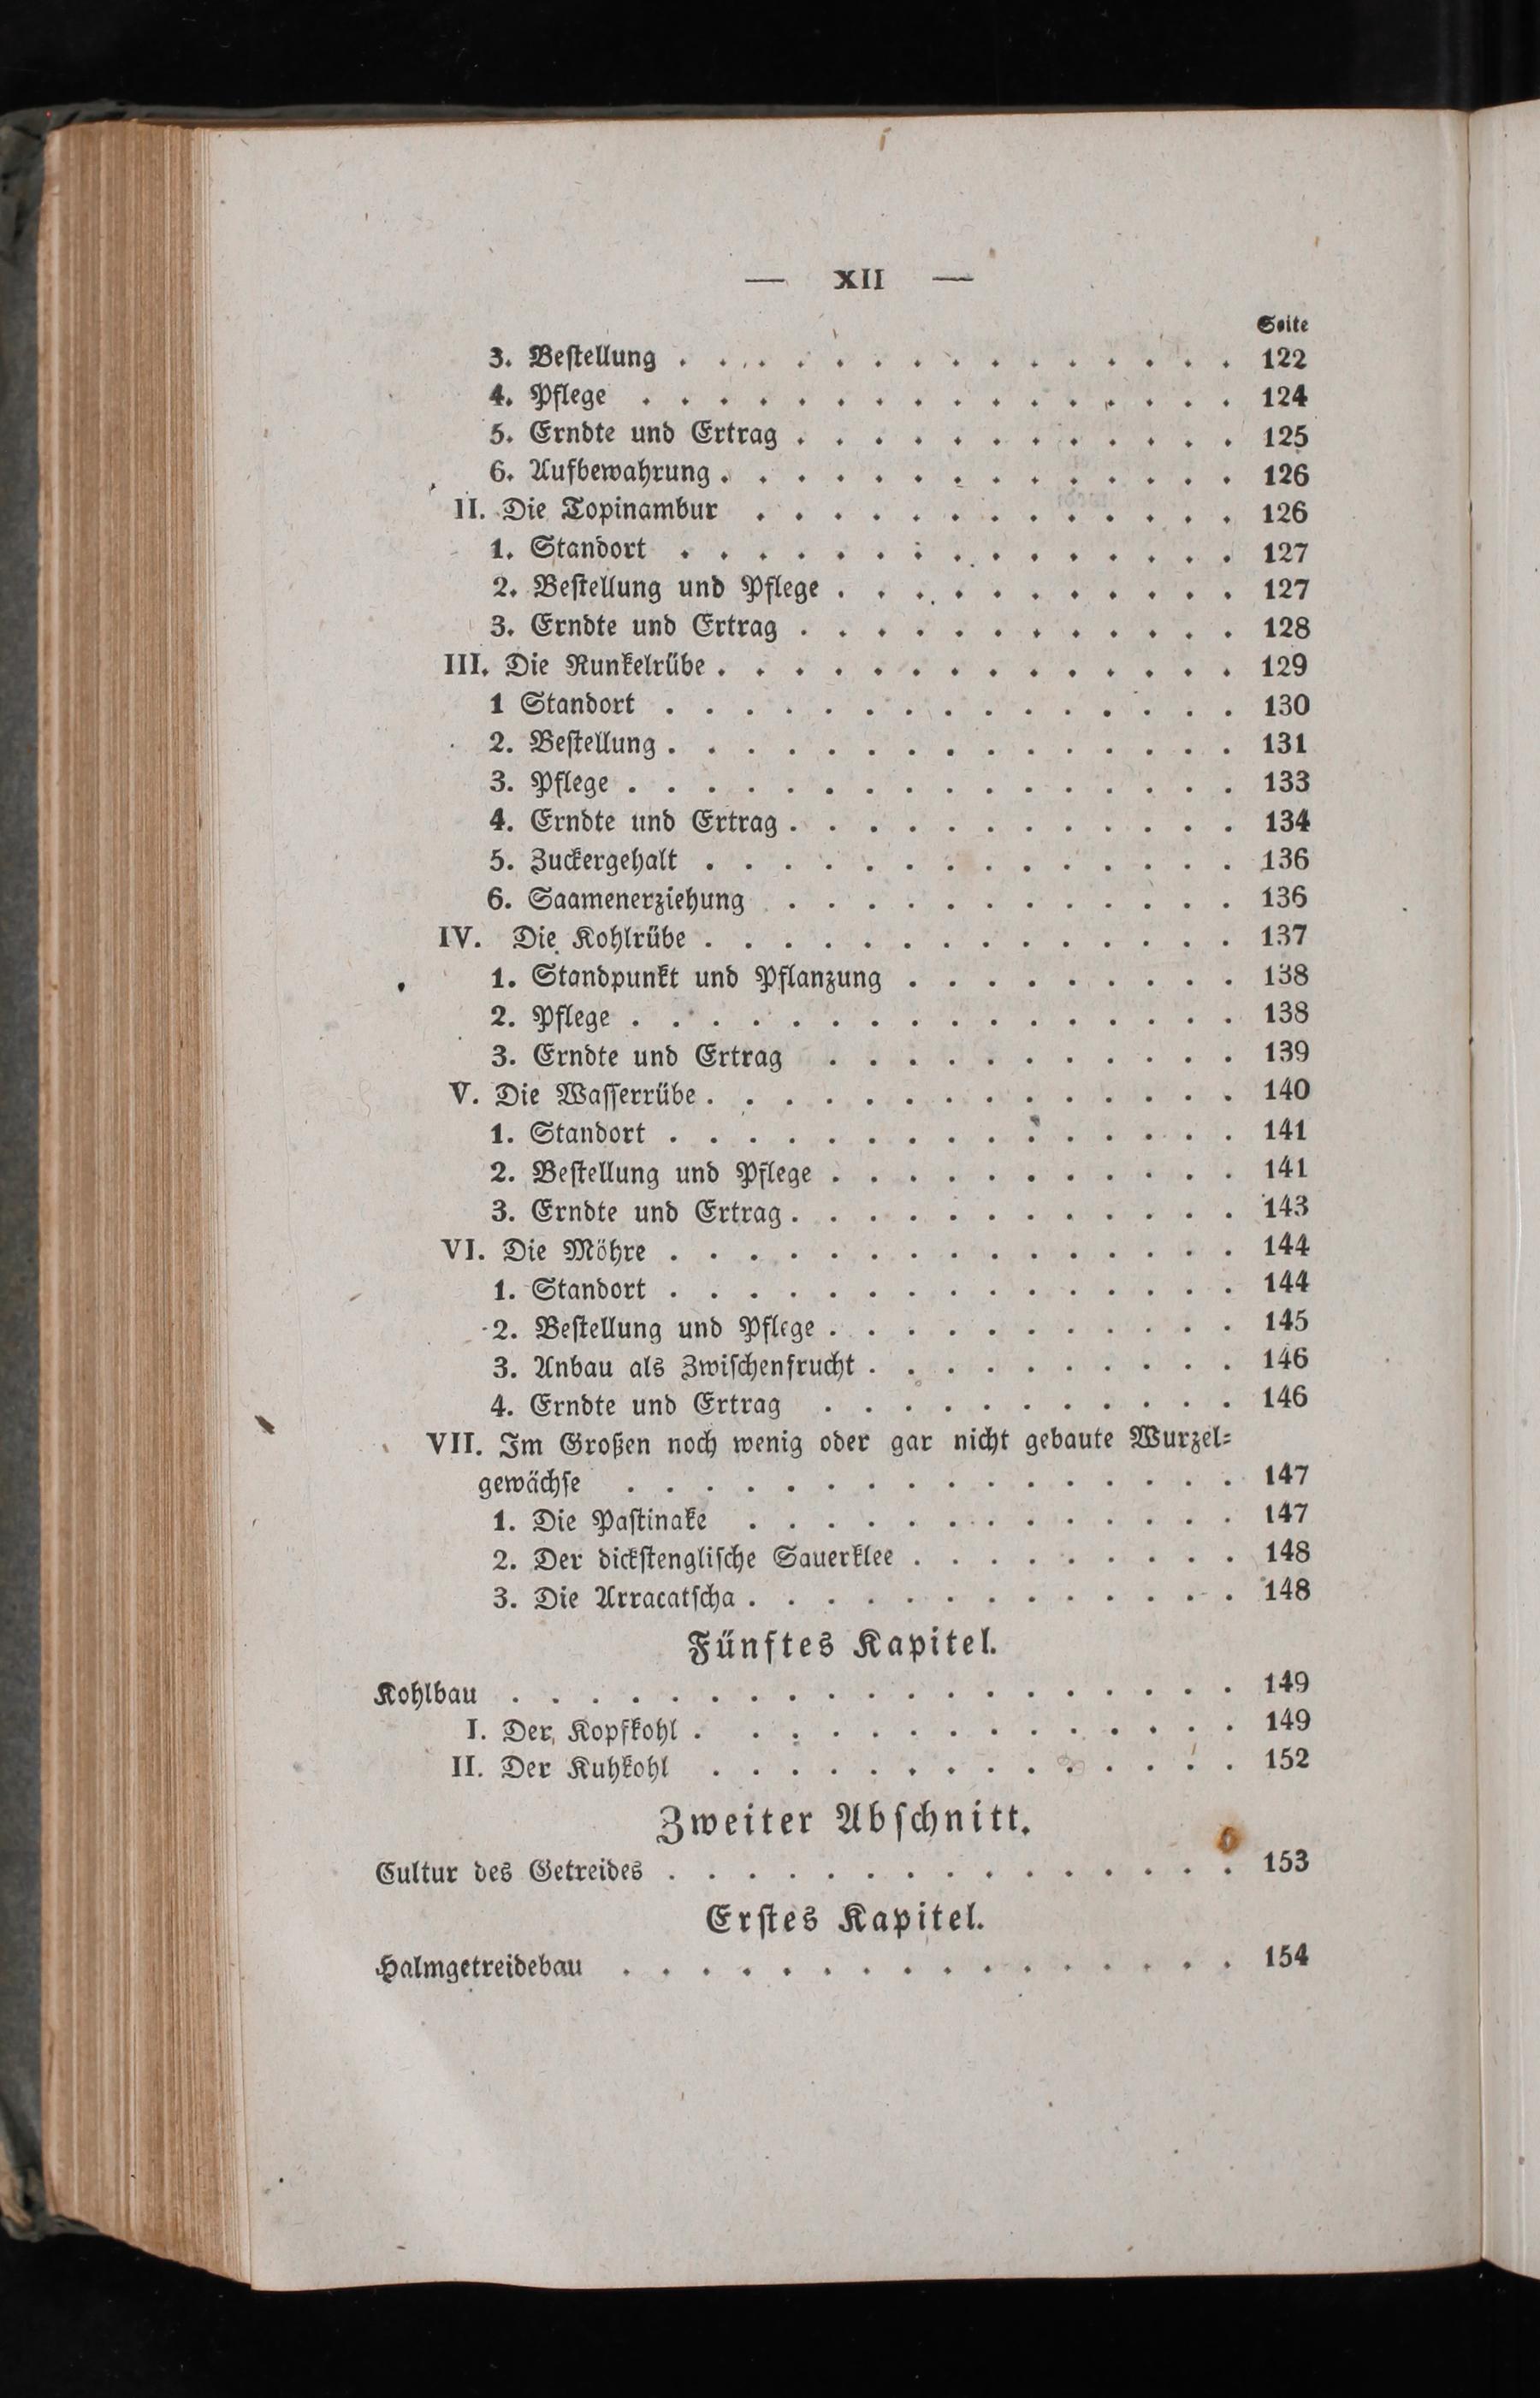 — XII —
Seite
3. Beſtellung . . . . . . . . . . . . . . . 122
4. Pflege . . . . . . . . . . . . . . . . 124
5. Erndte und Ertrag . . . . . . . . . . . . 125
6. Aufbewahrung . . . . . . . . . . . . . . 126
II. Die Topinambur . . . . . . . . . . . . . 126
1. Standort . . . . . . . . . . . . . . . 127
2. Beſtellung und Pflege . . . . . . . . . . . 127
3. Erndte und Ertrag . . . . . . . . . . . . 128
III. Die Runkelrübe . . . . . . . . . . . . . . 129
1 Standort . . . . . . . . . . . . . . . 130
2. Beſtellung . . . . . . . . . . . . . . . 131
3. Pflege . . . . . . . . . . . . . . . . 133
4. Erndte und Ertrag . . . . . . . . . . . . 134
5. Zuckergehalt . . . . . . . . . . . . . . 136
6. Saamenerziehung . . . . . . . . . . . . 136
IV. Die Kohlrübe . . . . . . . . . . . . . . 137
1. Standpunkt und Pflanzung . . . . . . . . . 138
2. Pflege . . . . . . . . . . . . . . . . 138
3. Erndte und Ertrag . . . . . . . . . . . 139
V. Die Waſſerrübe . . . . . . . . . . . . . . 140
1. Standort . . . . . . . . . . . . . . . 141
2. Beſtellung und Pflege . . . . . . . . . . . 141
3. Erndte und Ertrag . . . . . . . . . . . . 143
VI. Die Möhre . . . . . . . . . . . . . . . 144
1. Standort . . . . . . . . . . . . . . . 144
2. Beſtellung und Pflege . . . . . . . . . . . 145
3. Anbau als Zwiſchenfrucht . . . . . . . . . . 146
4. Erndte und Ertrag . . . . . . . . . . . 146
VII. Im Großen noch wenig oder gar nicht gebaute Wurzel⸗
gewächſe . . . . . . . . . . . . . . . . 147
1. Die Paſtinake . . . . . . . . . . . . . 147
2. Der dickſtengliſche Sauerklee . . . . . . . . . 148
3. Die Arracatſcha . . . . . . . . . . . . . 148
Fünftes Kapitel.
Kohlbau . . . . . . . . . . . . . . . . . . . 149
I. Der Kopfkohl . . . . . . . . . . . . . . 149
II. Der Kuhkohl . . . . . . . . . . . . . . 152
Zweiter Abſchnitt.
Cultur des Getreides . . . . . . . . . . . . . . . 153
Erſtes Kapitel.
Halmgetreidebau . . . . . . . . . . . . . . . . 154